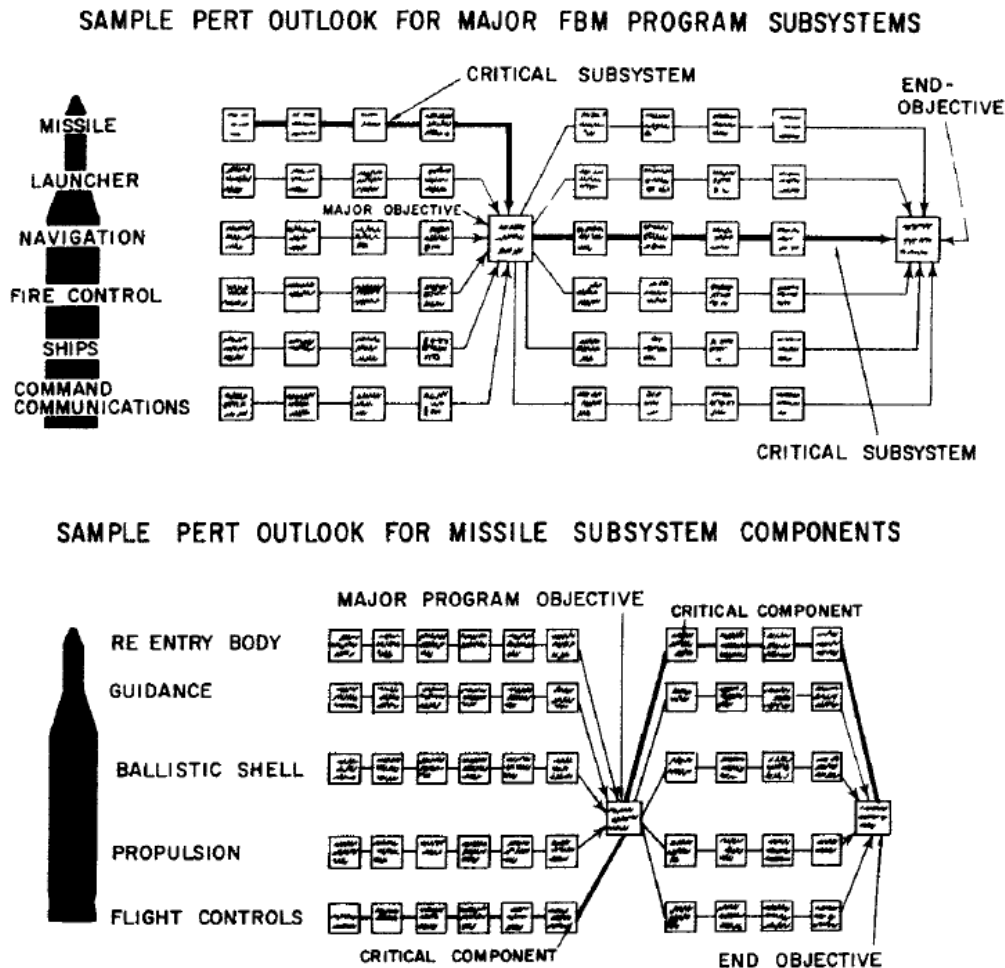 SAMPLE PERT OUTLOOK FOR MAJOR FBM PROGRAM SUBSYSTEMS
CRITICAL SUBSYSTEM
END-
OBJECTIVE
MISSILE
LAUNCHER
MAJOR OBJECTIVE
NAVIGATION
FIRE CONTROL
SHIPS
COMMAND
COMMUNICATIONS
CRITICAL SUBSYSTEM
SAMPLE PERT OUTLOOK FOR MISSILE SUBSYSTEM COMPONENTS
MAJOR PROGRAM OBJECTIVE
CRITICAL COMPONENT
RE ENTRY BODY
GUIDANCE
BALLISTIC SHELL
PROPULSION
FLIGHT CONTROLS
CRITICAL COMPONENT
END OBJECTIVE